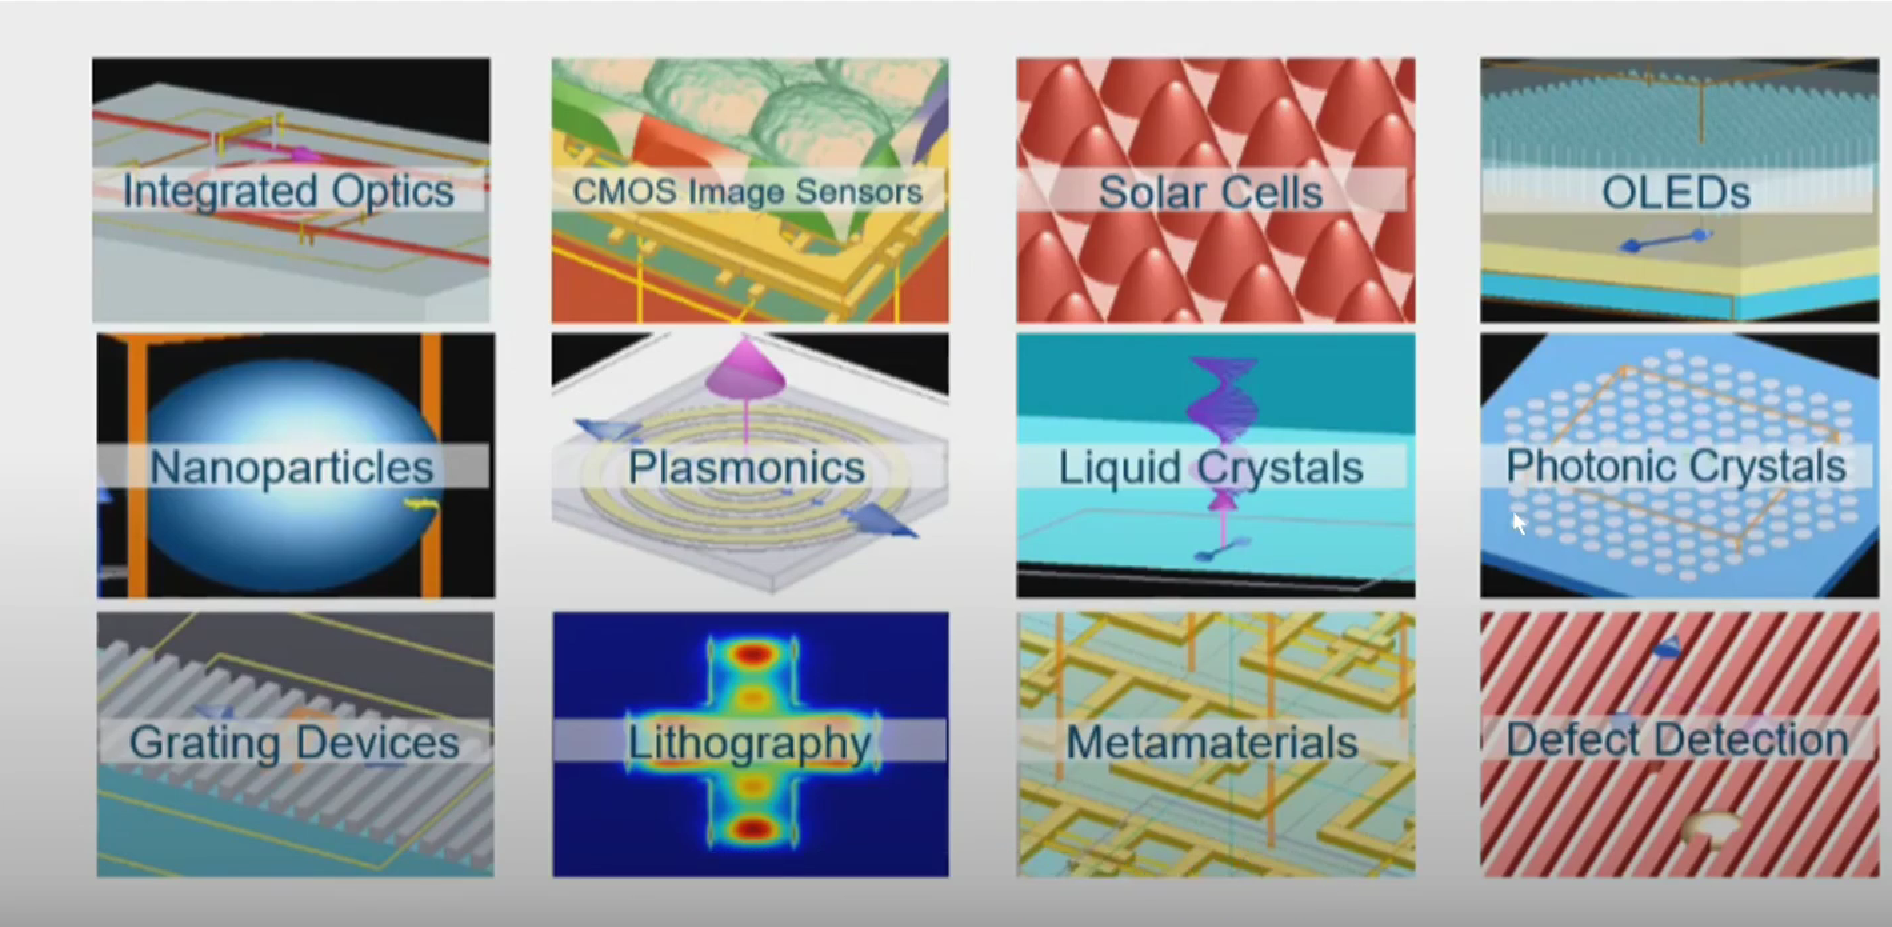 Integrated Optics
CMOS Image Sensors
Solar Cells
OLEDs
Nanoparticles
Plasmonics
Liquid Crystals
Photonic Crystals
Grating Devices
Lithography
Metamaterials
Defect Detection